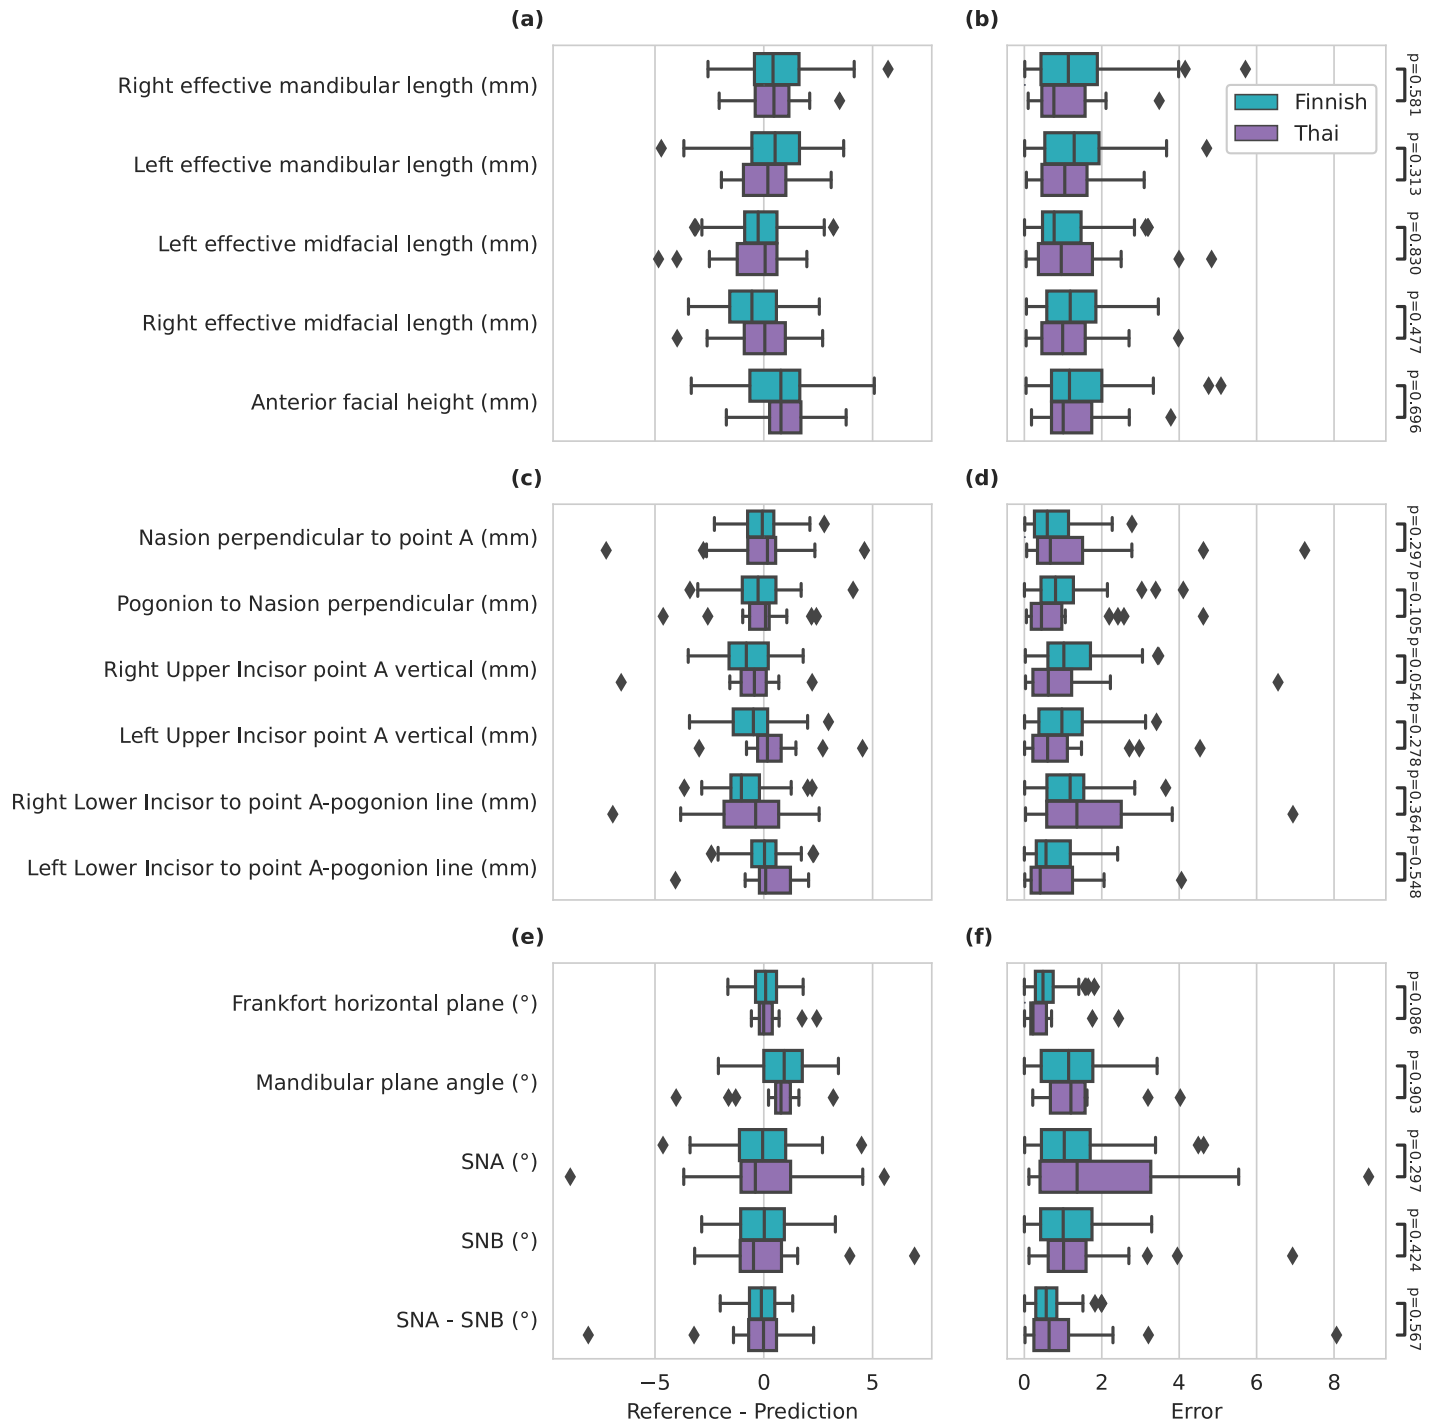 (a)
(b)
Right effective mandibular length (mm)
Left effective mandibular length (mm)
Left effective midfacial length (mm)
Right effective midfacial length (mm)
Anterior facial height (mm)
Finnish
Thai
p=0.581
p=0.313
p=0.830
p=0.477
p=0.696
(c)
(d)
Nasion perpendicular to point A (mm)
Pogonion to Nasion perpendicular (mm)
Right Upper Incisor point A vertical (mm)
Left Upper Incisor point A vertical (mm)
Right Lower Incisor to point A-pogonion line (mm)
Left Lower Incisor to point A-pogonion line (mm)
p=0.297
p=0.105
p=0.054
p=0.278
p=0.364
p=0.548
(e)
(f)
Frankfort horizontal plane (°)
Mandibular plane angle (°)
SNA (°)
SNB (°)
SNA - SNB (°)
p=0.086
p=0.903
p=0.297
p=0.424
p=0.567
−5 0 5
0 2 4 6 8
Reference - Prediction
Error